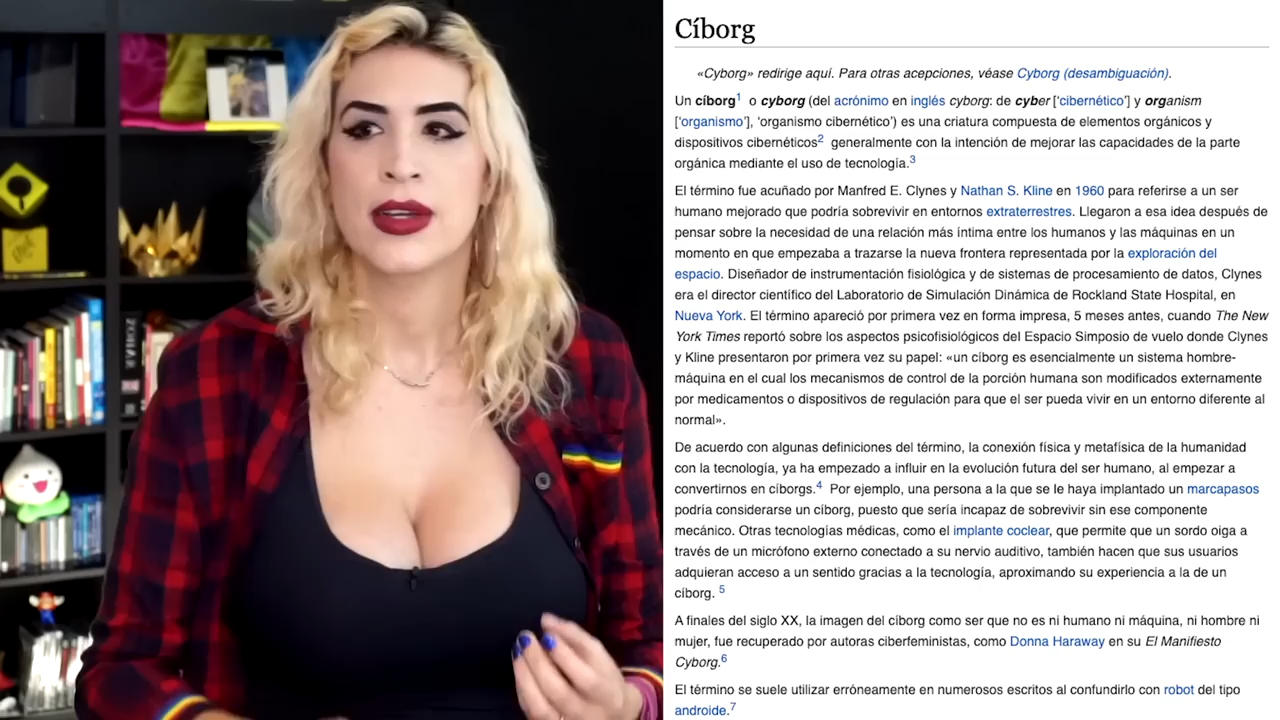 Cíborg
«Cyborg» redirige aquí. Para otras acepciones, véase Cyborg (desambiguación).
Un cíborg1 o cyborg (del acrónimo en inglés cyborg: de cyber [‘cibernético’] y organism
[‘organismo’], ‘organismo cibernético’) es una criatura compuesta de elementos orgánicos y
dispositivos cibernéticos2 generalmente con la intención de mejorar las capacidades de la parte
orgánica mediante el uso de tecnología.3
El término fue acuñado por Manfred E. Clynes y Nathan S. Kline en 1960 para referirse a un ser
humano mejorado que podría sobrevivir en entornos extraterrestres. Llegaron a esa idea después de
pensar sobre la necesidad de una relación más íntima entre los humanos y las máquinas en un
momento en que empezaba a trazarse la nueva frontera representada por la exploración del
espacio. Diseñador de instrumentación fisiológica y de sistemas de procesamiento de datos, Clynes
era el director científico del Laboratorio de Simulación Dinámica de Rockland State Hospital, en
Nueva York. El término apareció por primera vez en forma impresa, 5 meses antes, cuando The New
York Times reportó sobre los aspectos psicofisiológicos del Espacio Simposio de vuelo donde Clynes
y Kline presentaron por primera vez su papel: «un cíborg es esencialmente un sistema hombre-
máquina en el cual los mecanismos de control de la porción humana son modificados externamente
por medicamentos o dispositivos de regulación para que el ser pueda vivir en un entorno diferente al
normal».
De acuerdo con algunas definiciones del término, la conexión física y metafísica de la humanidad
con la tecnología, ya ha empezado a influir en la evolución futura del ser humano, al empezar a
convertirnos en cíborgs.4 Por ejemplo, una persona a la que se le haya implantado un marcapasos
podría considerarse un cíborg, puesto que sería incapaz de sobrevivir sin ese componente
mecánico. Otras tecnologías médicas, como el implante coclear, que permite que un sordo oiga a
través de un micrófono externo conectado a su nervio auditivo, también hacen que sus usuarios
adquieran acceso a un sentido gracias a la tecnología, aproximando su experiencia a la de un
cíborg. 5
A finales del siglo XX, la imagen del cíborg como ser que no es ni humano ni máquina, ni hombre ni
mujer, fue recuperado por autoras ciberfeministas, como Donna Haraway en su El Manifiesto
Cyborg.6
El término se suele utilizar erróneamente en numerosos escritos al confundirlo con robot del tipo
androide.7